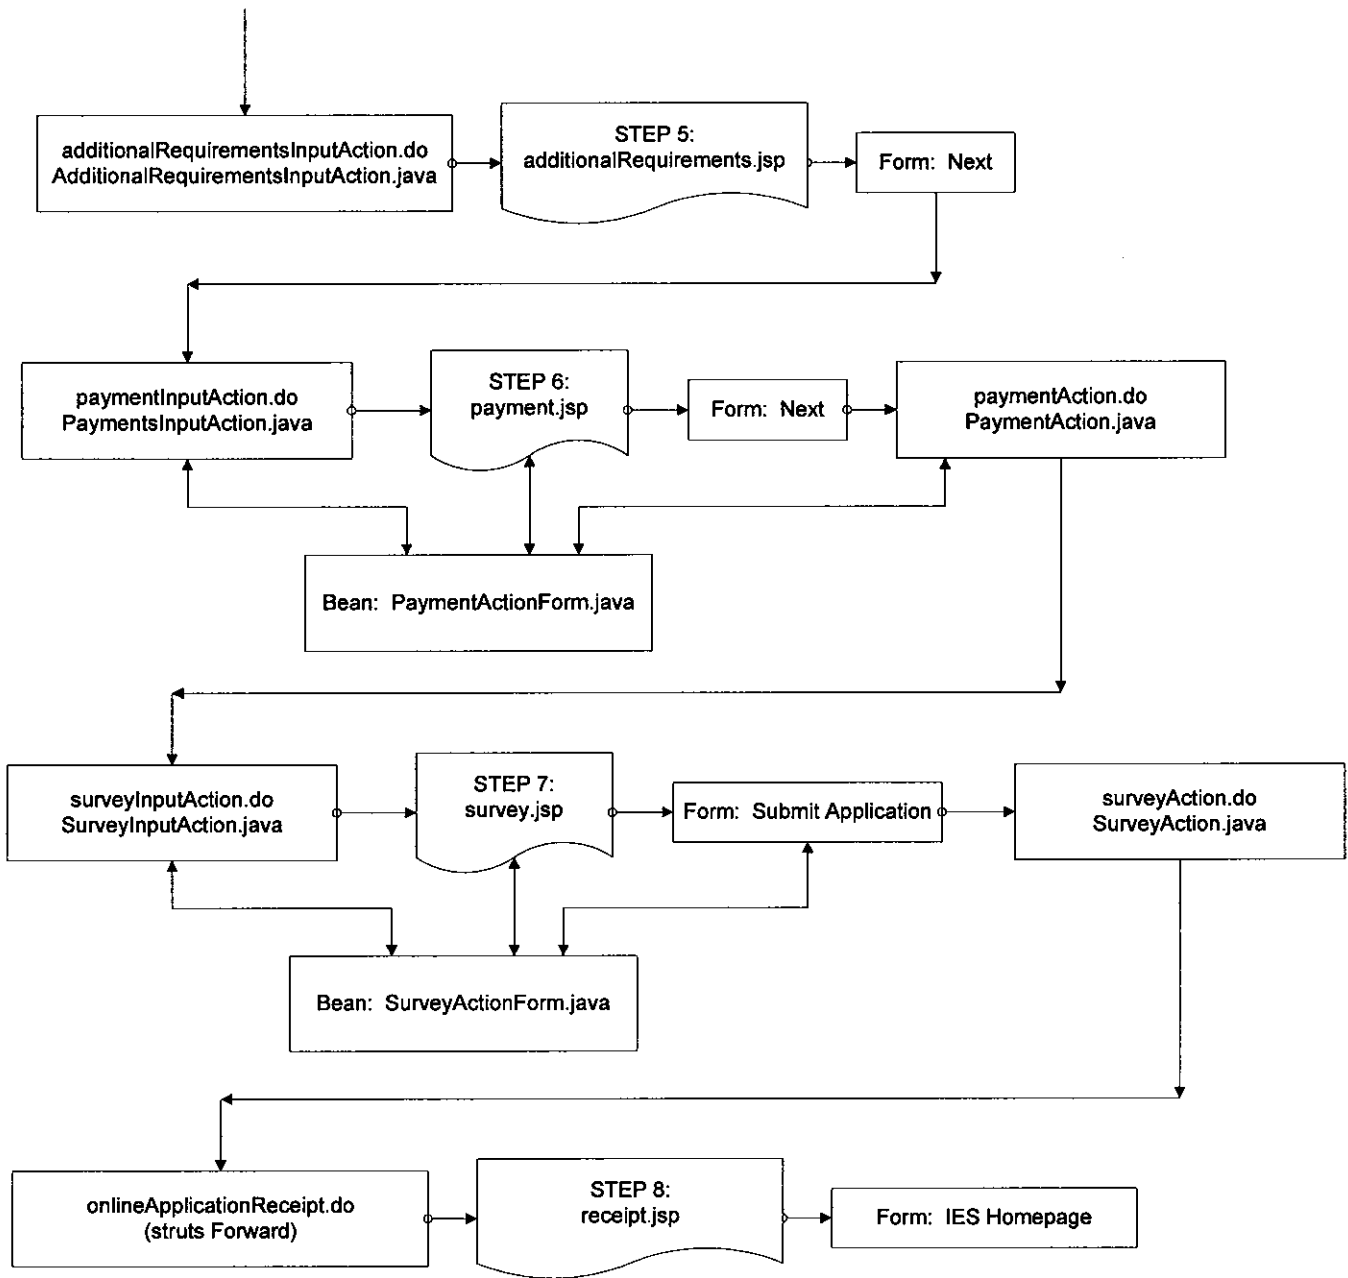 additionalRequirementsInputAction.do
AdditionalRequirementsInputAction.java
STEP 5:
additionalRequirements.jsp
Form: Next
paymentInputAction.do
PaymentsInputAction.java
STEP 6:
payment.jsp
Form: Next
paymentAction.do
PaymentAction.java
Bean: PaymentActionForm.java
surveyInputAction.do
SurveyInputAction.java
STEP 7:
survey.jsp
Form: Submit Application
surveyAction.do
SurveyAction.java
Bean: SurveyActionForm.java
onlineApplicationReceipt.do
(struts Forward)
STEP 8:
receipt.jsp
Form: IES Homepage